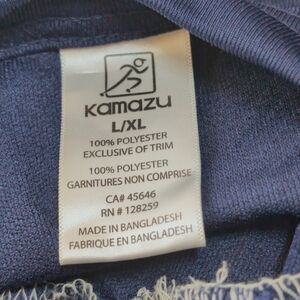 Kamazu
L/XL
100% POLYESTER
EXCLUSIVE OF TRIM
100% POLYESTER
GARNITURES NON COMPRISE
CA# 45646
RN # 128259
MADE IN BANGLADESH
FABRIQUE EN BANGLADESH